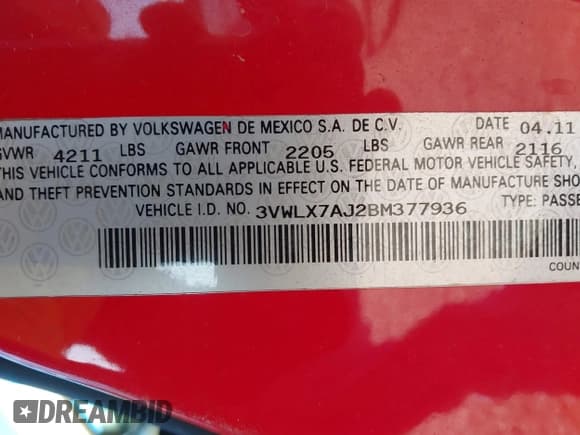 MANUFACTURED BY VOLKSWAGEN DE MEXICO S.A. DE C.V. DATE 04.11
GVWR 4211 LBS GAWR FRONT 2205 LBS GAWR REAR 2116
THIS VEHICLE CONFORMS TO ALL APPLICABLE U.S. FEDERAL MOTOR VEHICLE SAFETY,
AND THEFT PREVENTION STANDARDS IN EFFECT ON THE DATE OF
VEHICLE I.D. NO. 3VWLX7AJ2BM377936 TYPE: PASSE
COUN
DREAMBID